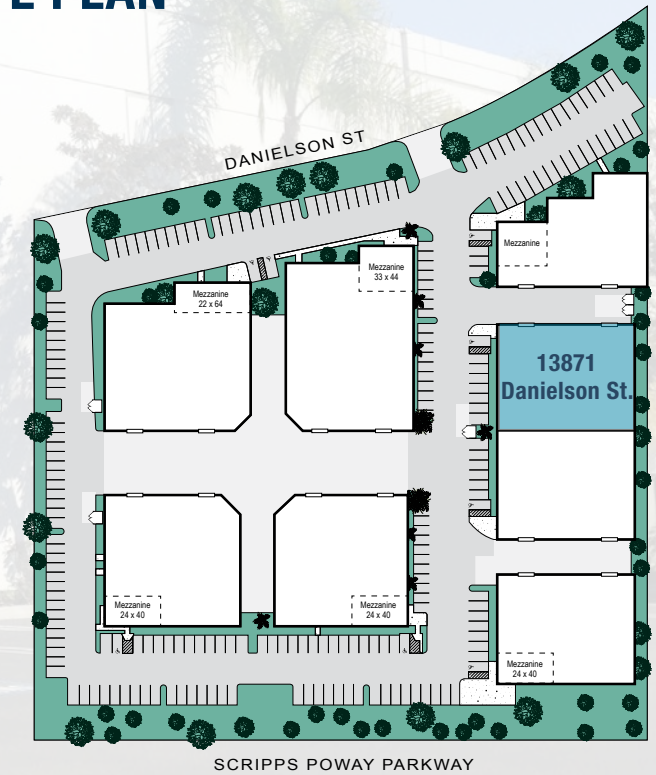 E PLAN
DANIELSON ST
Mezzanine
Mezzanine
33 x 44
Mezzanine
22 x 64
13871
Danielson St.
Mezzanine
24 x 40
Mezzanine
24 x 40
Mezzanine
24 x 40
SCRIPPS POWAY PARKWAY